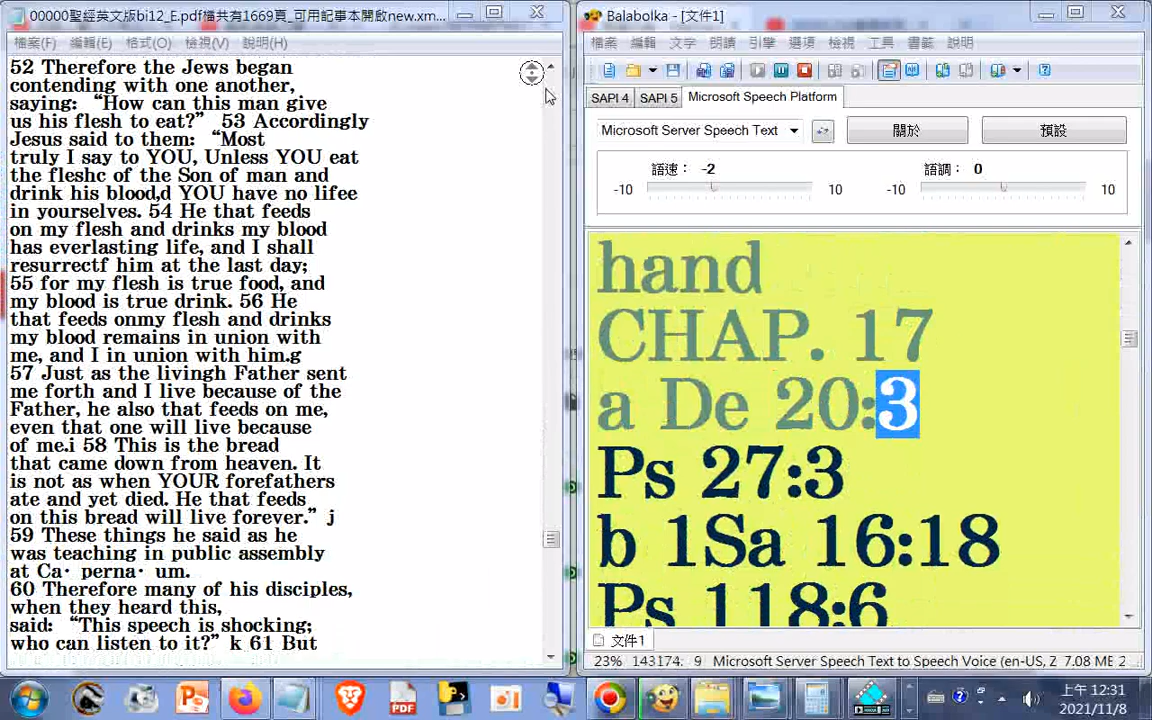 00000聖經英文版bi12_E.pdf檔共有1669頁_可用記事本開啟new.xm...
檔案(F) 編輯(E) 格式(O) 檢視(V) 說明(H)
52 Therefore the Jews began
contending with one another,
saying: “How can this man give
us his flesh to eat?” 53 Accordingly
Jesus said to them: “Most
truly I say to YOU, Unless YOU eat
the fleshc of the Son of man and
drink his blood,d YOU have no lifee
in yourselves. 54 He that feeds
on my flesh and drinks my blood
has everlasting life, and I shall
resurrectf him at the last day;
55 for my flesh is true food, and
my blood is true drink. 56 He
that feeds onmy flesh and drinks
my blood remains in union with
me, and I in union with him.g
57 Just as the livingh Father sent
me forth and I live because of the
Father, he also that feeds on me,
even that one will live because
of me.i 58 This is the bread
that came down from heaven. It
is not as when YOUR forefathers
ate and yet died. He that feeds
on this bread will live forever.” j
59 These things he said as he
was teaching in public assembly
at Ca· perna· um.
60 Therefore many of his disciples,
when they heard this,
said: “This speech is shocking;
who can listen to it?” k 61 But
Balabolka - [文件1]
檔案 編輯 文字 朗讀 引擎 選項 檢視 工具 書籤 說明
SAPI 4 SAPI 5 Microsoft Speech Platform
Microsoft Server Speech Text 關於 預設
語速： -2 語調： 0
-10 10 -10 10
hand
CHAP. 17
a De 20:3
Ps 27:3
b 1Sa 16:18
Ps 118:6
文件1
23% 143174: 9 Microsoft Server Speech Text to Speech Voice (en-US, Z 7.08 ME 2
PDF
上午 12:31
2021/11/8